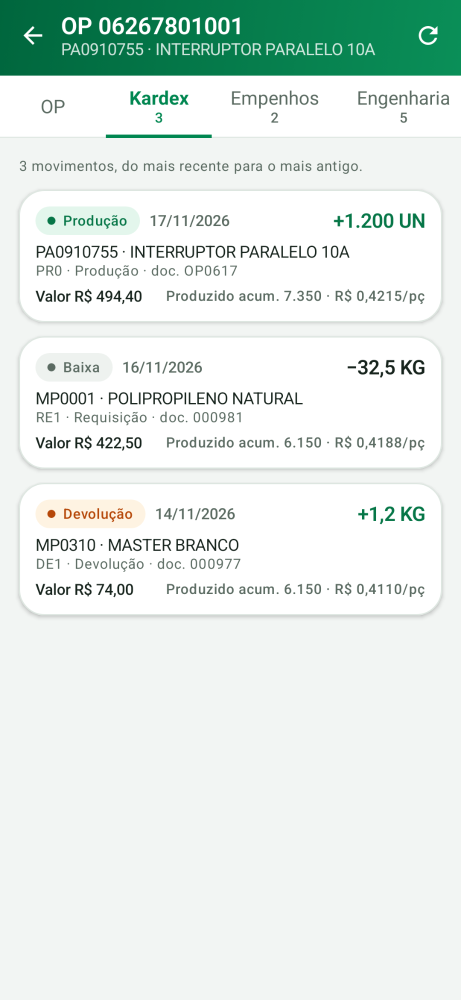 OP 06267801001
PA0910755 · INTERRUPTOR PARALELO 10A
OP
Kardex
3
Empenhos
2
Engenharia
5
3 movimentos, do mais recente para o mais antigo.
Produção 17/11/2026 +1.200 UN
PA0910755 · INTERRUPTOR PARALELO 10A
PR0 · Produção · doc. OP0617
Valor R$ 494,40 Produzido acum. 7.350 · R$ 0,4215/pç
Baixa 16/11/2026 −32,5 KG
MP0001 · POLIPROPILENO NATURAL
RE1 · Requisição · doc. 000981
Valor R$ 422,50 Produzido acum. 6.150 · R$ 0,4188/pç
Devolução 14/11/2026 +1,2 KG
MP0310 · MASTER BRANCO
DE1 · Devolução · doc. 000977
Valor R$ 74,00 Produzido acum. 6.150 · R$ 0,4110/pç